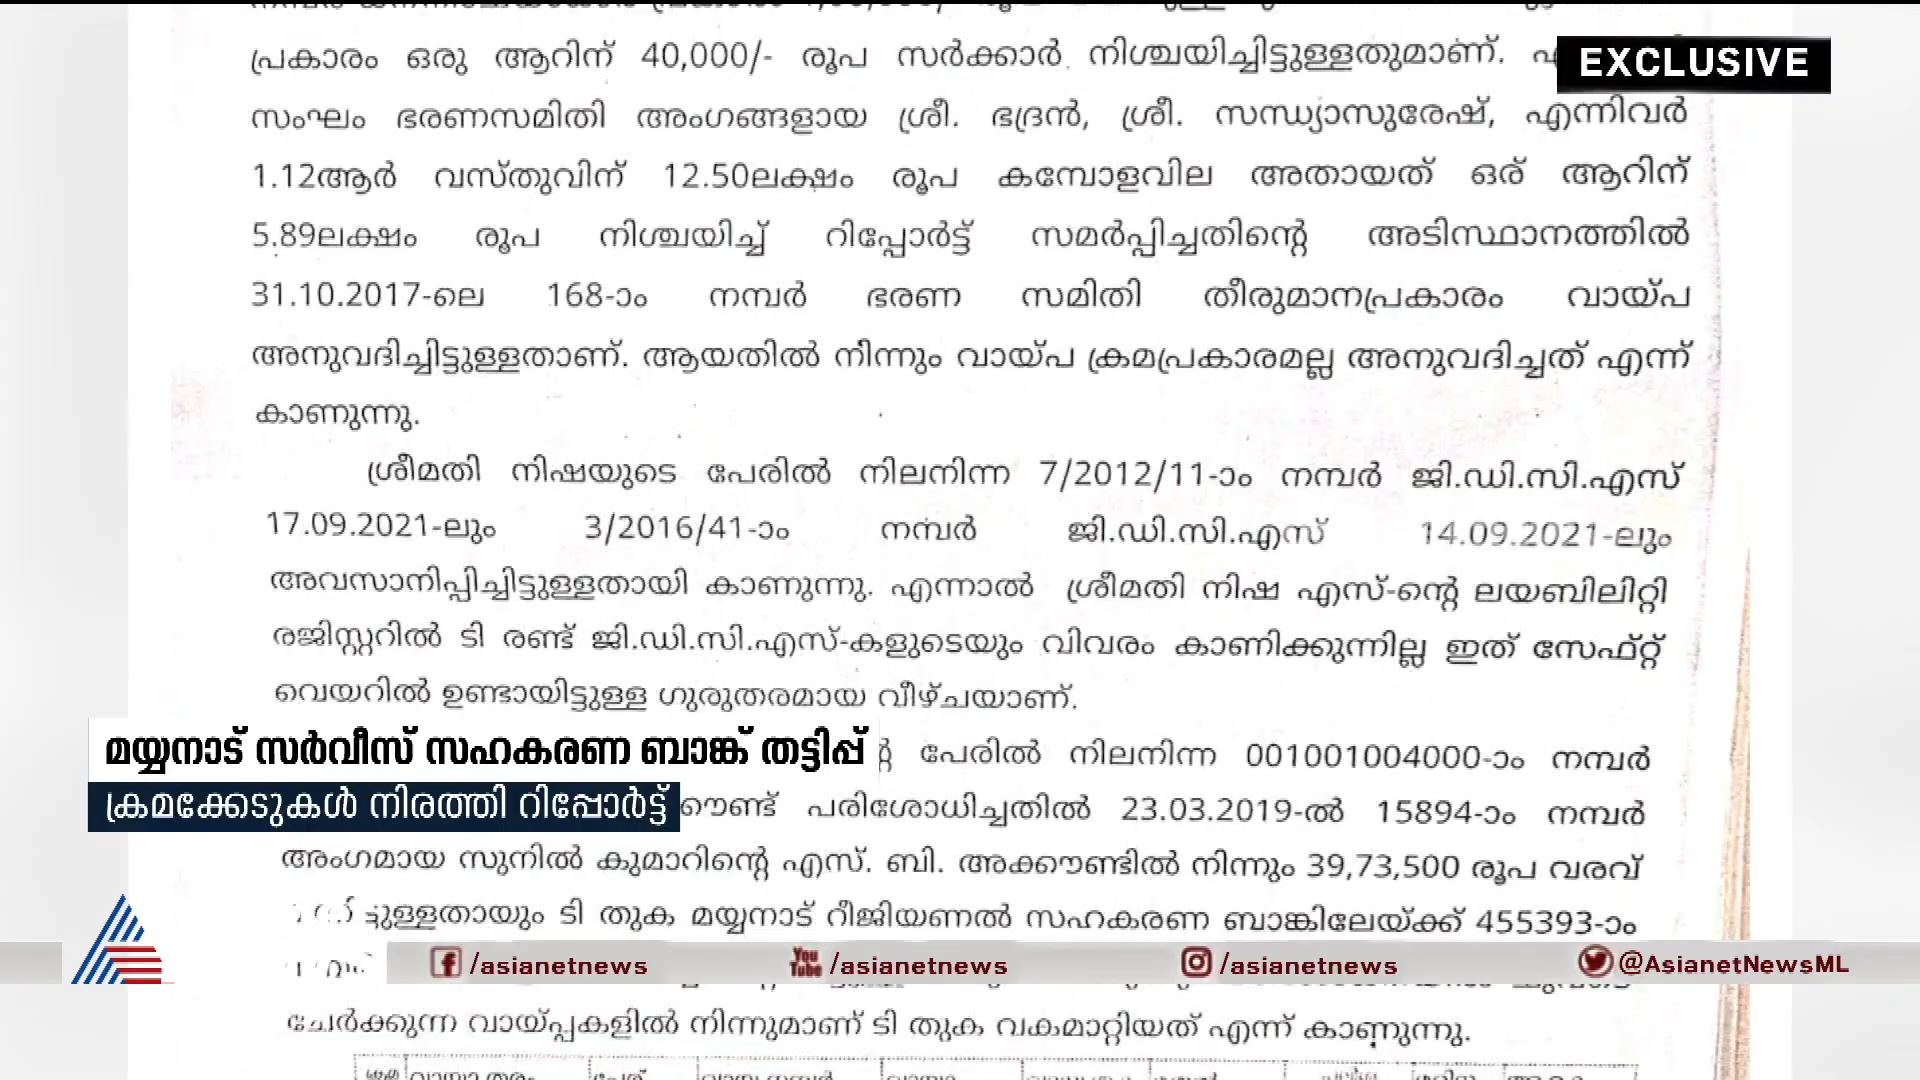 പ്രകാരം ഒരു ആറിന് 40,000/- രൂപ സർക്കാർ നിശ്ചയിച്ചിട്ടുള്ളതുമാണ്.
EXCLUSIVE
സംഘം ഭരണസമിതി അംഗങ്ങളായ ശ്രീ. ഭദ്രൻ, ശ്രീ. സന്ധ്യാസുരേഷ്, എന്നിവർ
1.12ആർ വസ്തുവിന് 12.50ലക്ഷം രൂപ കമ്പോളവില അതായത് ഒര് ആറിന്
5.89ലക്ഷം രൂപ നിശ്ചയിച്ച് റിപ്പോർട്ട് സമർപ്പിച്ചതിന്റെ അടിസ്ഥാനത്തിൽ
31.10.2017-ലെ 168-ാം നമ്പർ ഭരണ സമിതി തീരുമാനപ്രകാരം വായ്പ
അനുവദിച്ചിട്ടുള്ളതാണ്. ആയതിൽ നീന്നും വായ്പ ക്രമപ്രകാരമല്ല അനുവദിച്ചത് എന്ന്
കാണുന്നു.
ശ്രീമതി നിഷയുടെ പേരിൽ നിലനിന്ന 7/2012/11-ാം നമ്പർ ജി.ഡി.സി.എസ്
17.09.2021-ലും 3/2016/41-ാം നമ്പർ ജി.ഡി.സി.എസ് 14.09.2021-ലും
അവസാനിപ്പിച്ചിട്ടുള്ളതായി കാണുന്നു. എന്നാൽ ശ്രീമതി നിഷ എസ്-ന്റെ ലയബിലിറ്റി
രജിസ്റ്ററിൽ ടി രണ്ട് ജി.ഡി.സി.എസ്-കളുടെയും വിവരം കാണിക്കുന്നില്ല ഇത് സേഫ്റ്റ്
വെയറിൽ ഉണ്ടായിട്ടുള്ള ഗുരുതരമായ വീഴ്ചയാണ്.
മയ്യനാട് സർവീസ് സഹകരണ ബാങ്ക് തട്ടിപ്പ്
പേരിൽ നിലനിന്ന 001001004000-ാം നമ്പർ
ക്രമക്കേടുകൾ നിരത്തി റിപ്പോർട്ട്
ൗണ്ട് പരിശോധിച്ചതിൽ 23.03.2019-ൽ 15894-ാം നമ്പർ
അംഗമായ സുനിൽ കുമാറിന്റെ എസ്. ബി. അക്കൗണ്ടിൽ നിന്നും 39,73,500 രൂപ വരവ്
ട്ടുള്ളതായും ടി തുക മയ്യനാട് റീജിയണൽ സഹകരണ ബാങ്കിലേയ്ക്ക് 455393-ാം
/asianetnews
You Tube /asianetnews
/asianetnews
@AsianetNewsML
ചേർക്കുന്ന വായ്പ്പകളിൽ നിന്നുമാണ് ടി തുക വകമാറ്റിയത് എന്ന് കാണുന്നു.